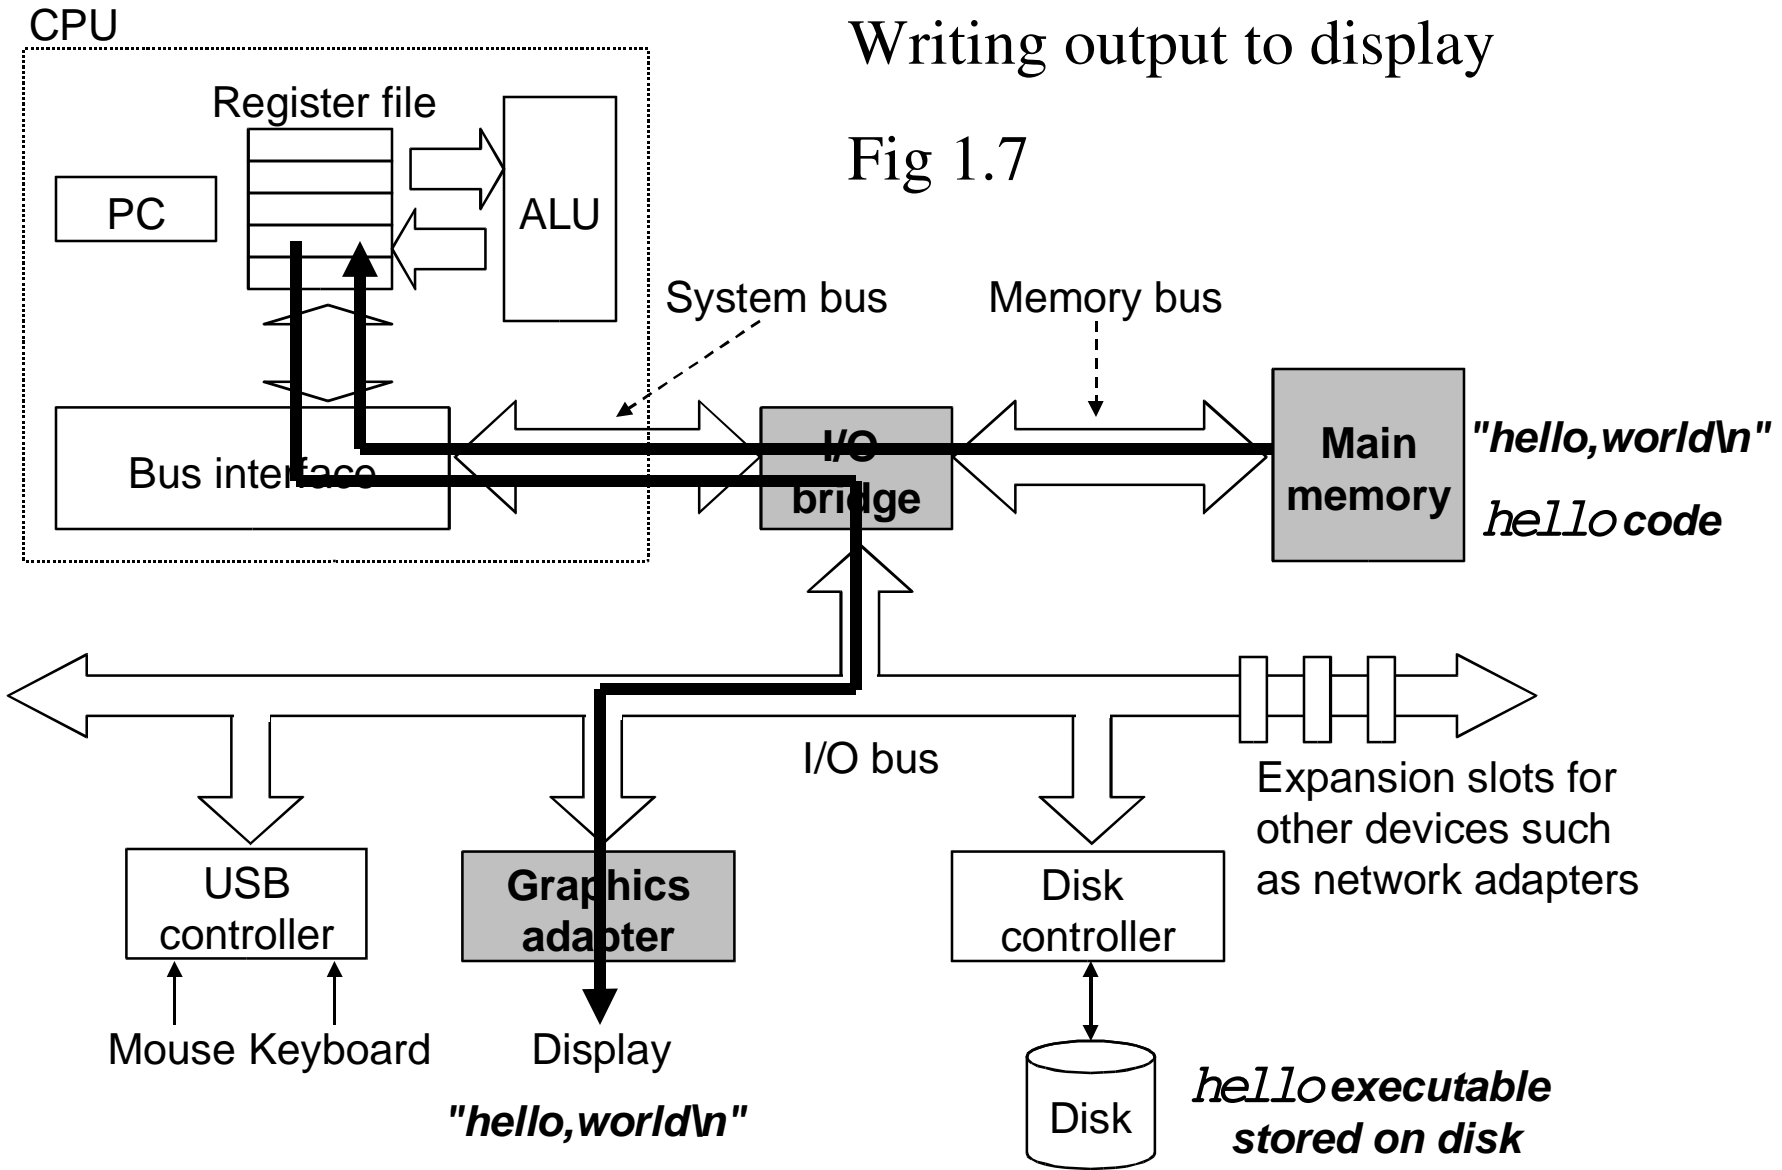 CPU
Writing output to display
Fig 1.7
Register file
PC
ALU
System bus
Memory bus
Bus interface
I/O
bridge
Main
memory
"hello,world\n"
hello code
I/O bus
Expansion slots for
other devices such
as network adapters
USB
controller
Graphics
adapter
Disk
controller
Mouse Keyboard
Display
"hello,world\n"
Disk
hello executable
stored on disk